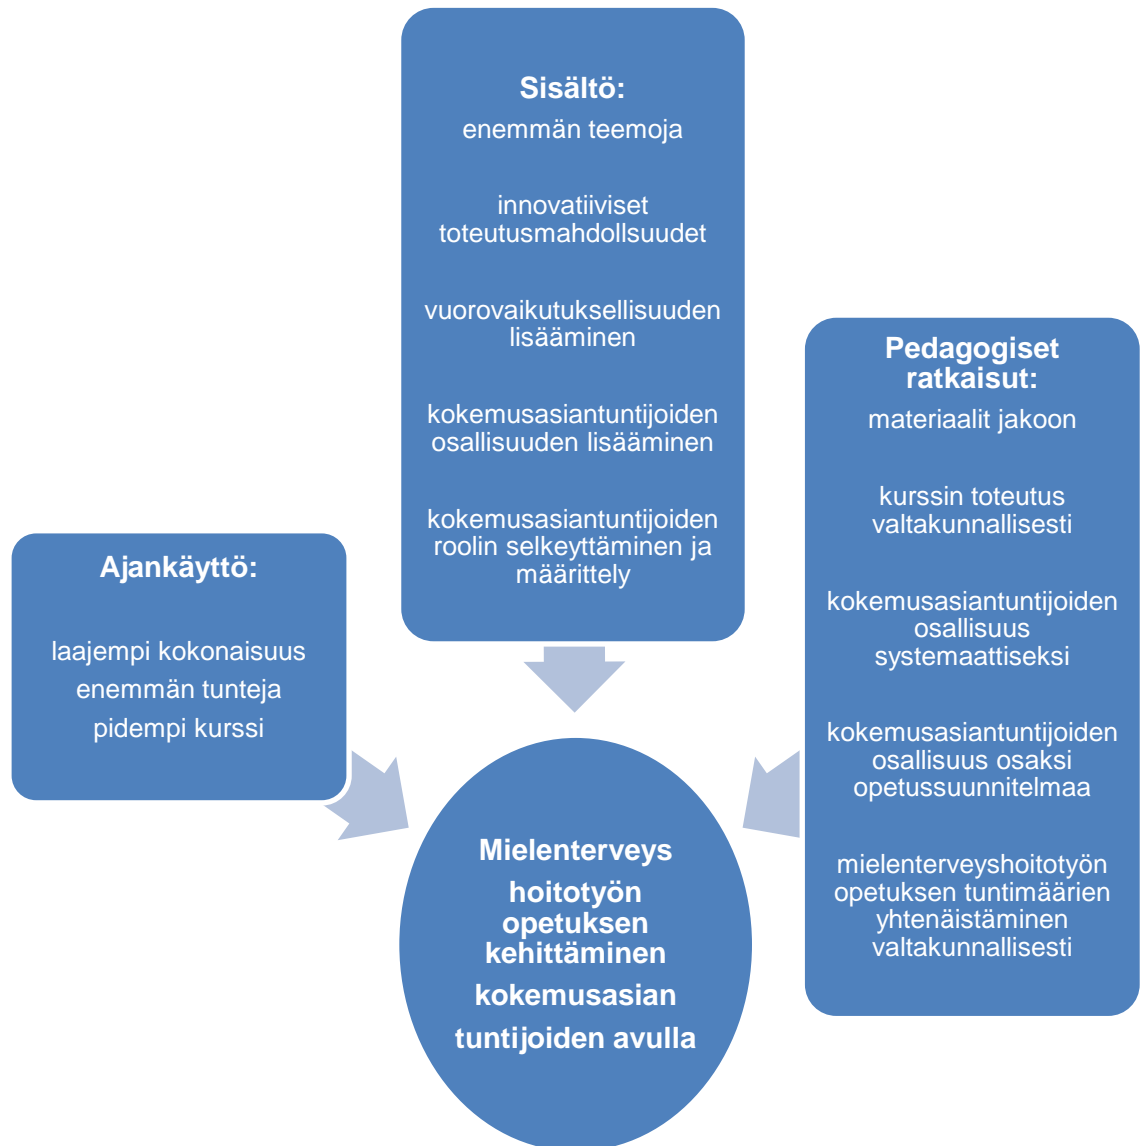 Sisältö:
enemmän teemoja
innovatiiviset
toteutusmahdollsuudet
vuorovaikutuksellisuuden
lisääminen
kokemusasiantuntijoiden
osallisuuden lisääminen
kokemusasiantuntijoiden
roolin selkeyttäminen ja
määrittely
Pedagogiset
ratkaisut:
materiaalit jakoon
kurssin toteutus
valtakunnallisesti
kokemusasiantuntijoiden
osallisuus
systemaattiseksi
kokemusasiantuntijoiden
osallisuus osaksi
opetussuunnitelmaa
mielenterveyshoitotyön
opetuksen tuntimäärien
yhtenäistäminen
valtakunnallisesti
Ajankäyttö:
laajempi kokonaisuus
enemmän tunteja
pidempi kurssi
Mielenterveys
hoitotyön
opetuksen
kehittäminen
kokemusasian
tuntijoiden avulla